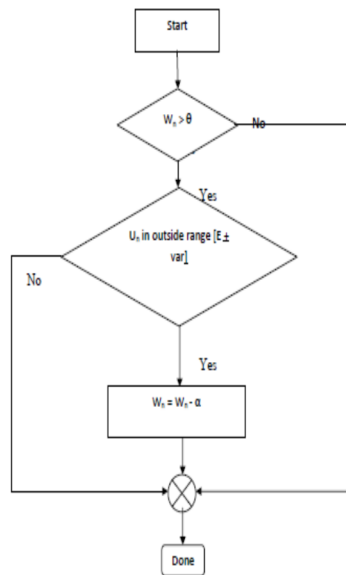 Start
Wₙ > θ
No
Yes
Uₙ in outside range [E ±
var]
No
Yes
Wₙ = Wₙ - α
Done